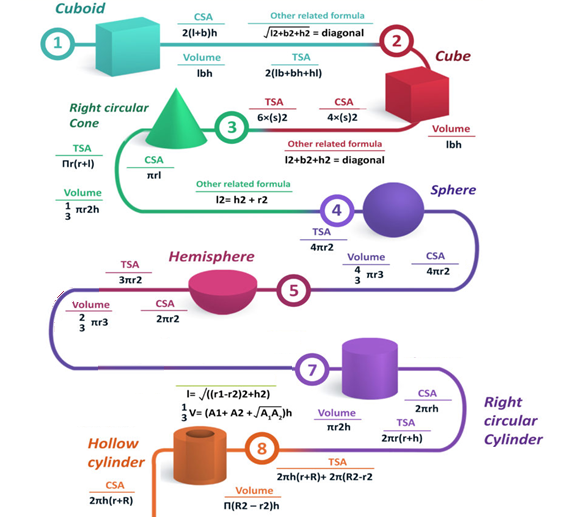 Cuboid
1
CSA
2(l+b)h
Other related formula
√l2+b2+h2 = diagonal
Volume
lbh
TSA
2(lb+bh+hl)
2
Cube
TSA
6×(s)2
CSA
4×(s)2
Other related formula
l2+b2+h2 = diagonal
Volume
lbh
3
Right circular
Cone
TSA
Πr(r+l)
CSA
πrl
Volume
1
3 πr2h
Other related formula
l2= h2 + r2
4
Sphere
TSA
4πr2
Volume
4
3 πr3
CSA
4πr2
5
Hemisphere
TSA
3πr2
Volume
2
3 πr3
CSA
2πr2
7
Right
circular
Cylinder
CSA
2πrh
Volume
πr2h
TSA
2πr(r+h)
l= √((r1-r2)2+h2)
1
3 V= (A1+ A2 + √A1A2)h
8
Hollow
cylinder
TSA
2πh(r+R)+ 2π(R2-r2
CSA
2πh(r+R)
Volume
Π(R2 – r2)h